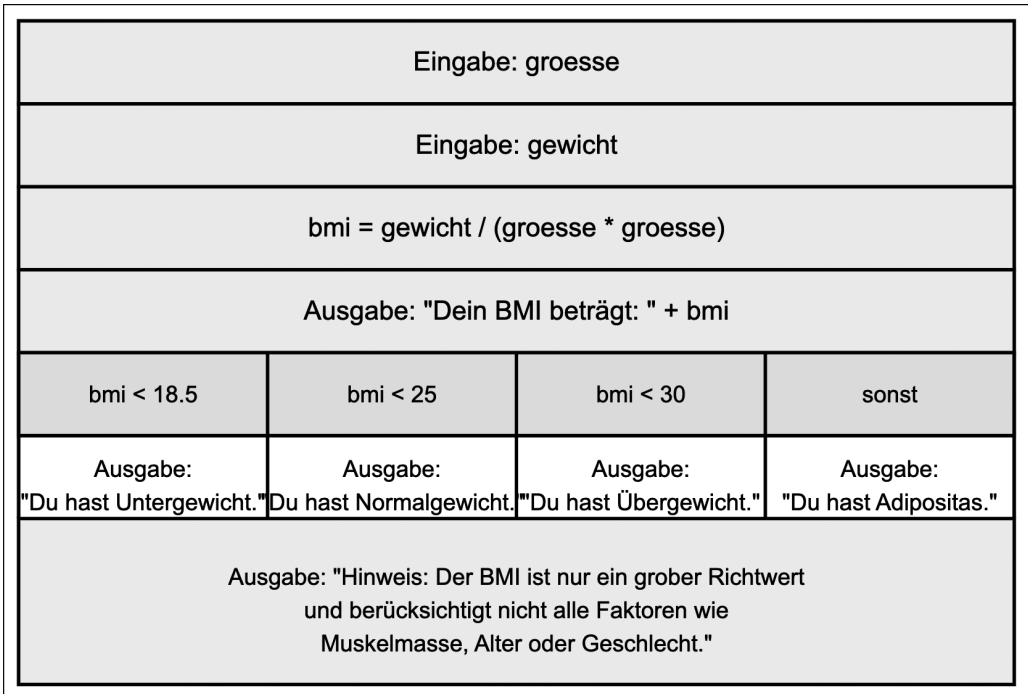 Eingabe: groesse
Eingabe: gewicht
bmi = gewicht / (groesse * groesse)
Ausgabe: "Dein BMI beträgt: " + bmi
bmi < 18.5
bmi < 25
bmi < 30
sonst
Ausgabe:
"Du hast Untergewicht."
Ausgabe:
"Du hast Normalgewicht."
Ausgabe:
"Du hast Übergewicht."
Ausgabe:
"Du hast Adipositas."
Ausgabe: "Hinweis: Der BMI ist nur ein grober Richtwert
und berücksichtigt nicht alle Faktoren wie
Muskelmasse, Alter oder Geschlecht."